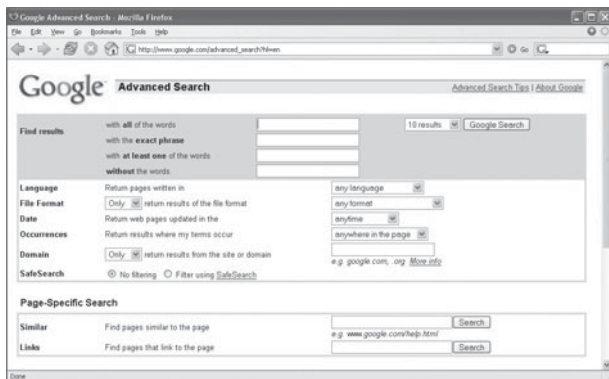 Google Advanced Search - Mozilla Firefox
File Edit View Go Bookmarks Tools Help
http://www.google.com/advanced_search?hl=en
Google Advanced Search Advanced Search Tips | About Google
Find results with all of the words 10 results Google Search
with the exact phrase
with at least one of the words
without the words
Language Return pages written in any language
File Format Only return results of the file format any format
Date Return web pages updated in the anytime
Occurrences Return results where my terms occur anywhere in the page
Domain Only return results from the site or domain
e.g. google.com, .org More info
SafeSearch No filtering Filter using SafeSearch
Page-Specific Search
Similar Find pages similar to the page Search
e.g. www.google.com/help.html
Links Find pages that link to the page Search
Done